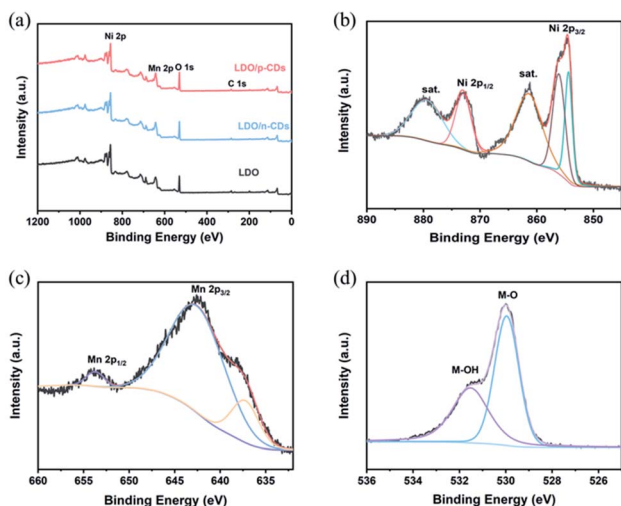 (a)
Ni 2p
LDO/p-CDs
Mn 2p O 1s
C 1s
LDO/n-CDs
LDO
Intensity (a.u.)
1200 1000 800 600 400 200 0
Binding Energy (eV)
(b)
Ni 2p3/2
sat. Ni 2p1/2 sat.
Intensity (a.u.)
890 880 870 860 850
Binding Energy (eV)
(c)
Mn 2p3/2
Mn 2p1/2
Intensity (a.u.)
660 655 650 645 640 635
Binding Energy (eV)
(d)
M-O
M-OH
Intensity (a.u.)
536 534 532 530 528 526
Binding Energy (eV)